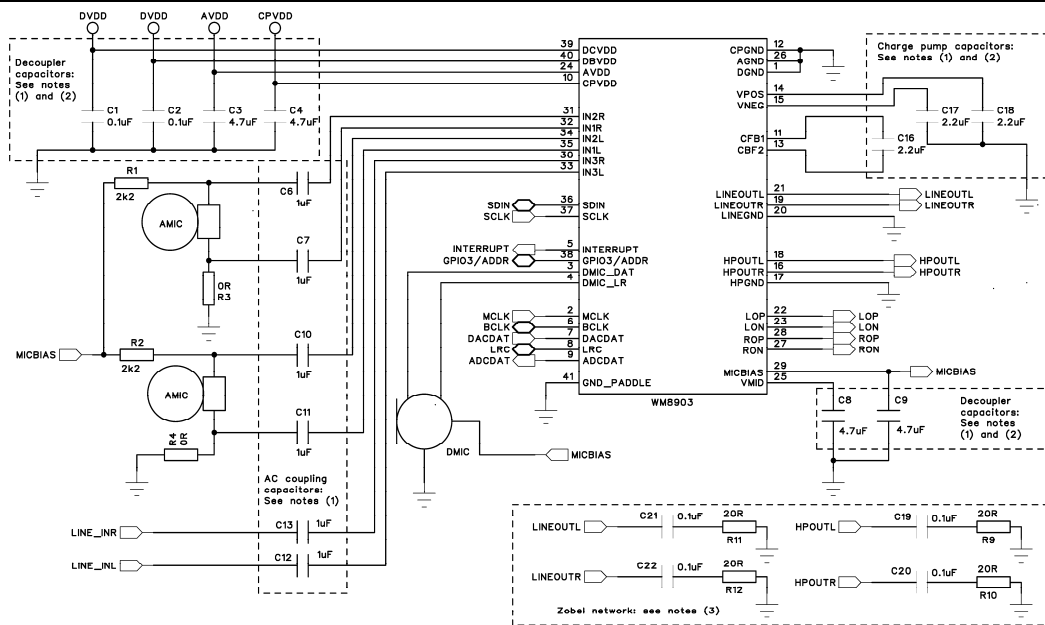 DVDD
DVDD
AVDD
CPVDD
Decoupler
capacitors:
See notes
(1) and (2)
C1
0.1uF
C2
0.1uF
C3
4.7uF
C4
4.7uF
39 DCVDD
40 DBVDD
24 AVDD
10 CPVDD
31 IN2R
32 IN1R
34 IN2L
35 IN1L
30 IN3R
33 IN3L
SDIN 36 SDIN
SCLK 37 SCLK
INTERRUPT 5 INTERRUPT
GPIO3/ADDR 38 GPIO3/ADDR
3 DMIC_DAT
4 DMIC_LR
MCLK 2 MCLK
BCLK 6 BCLK
DACDAT 7 DACDAT
LRC 8 LRC
ADCDAT 9 ADCDAT
41 GND_PADDLE
WM8903
CPGND 12
AGND 26
DGND 1
VPOS 14
VNEG 15
CFB1 11
CBF2 13
LINEOUTL 21 LINEOUTL
LINEOUTR 19 LINEOUTR
LINEGND 20
HPOUTL 18 HPOUTL
HPOUTR 16 HPOUTR
HPGND 17
LOP 22 LOP
LON 23 LON
ROP 28 ROP
RON 27 RON
MICBIAS 29 MICBIAS
VMID 25
Charge pump capacitors:
See notes (1) and (2)
C17
2.2uF
C18
2.2uF
C16
2.2uF
R1
2k2
AMIC
C6
1uF
C7
1uF
0R
R3
MICBIAS
R2
2k2
AMIC
C10
1uF
C11
1uF
R4
0R
AC coupling
capacitors:
See notes (1)
LINE_INR
C13
1uF
LINE_INL
C12
1uF
DMIC
MICBIAS
C8
4.7uF
C9
4.7uF
Decoupler
capacitors:
See notes
(1) and (2)
LINEOUTL C21 0.1uF 20R
R11
HPOUTL C19 0.1uF 20R
R9
LINEOUTR C22 0.1uF 20R
R12
HPOUTR C20 0.1uF 20R
R10
Zobel network: see notes (3)